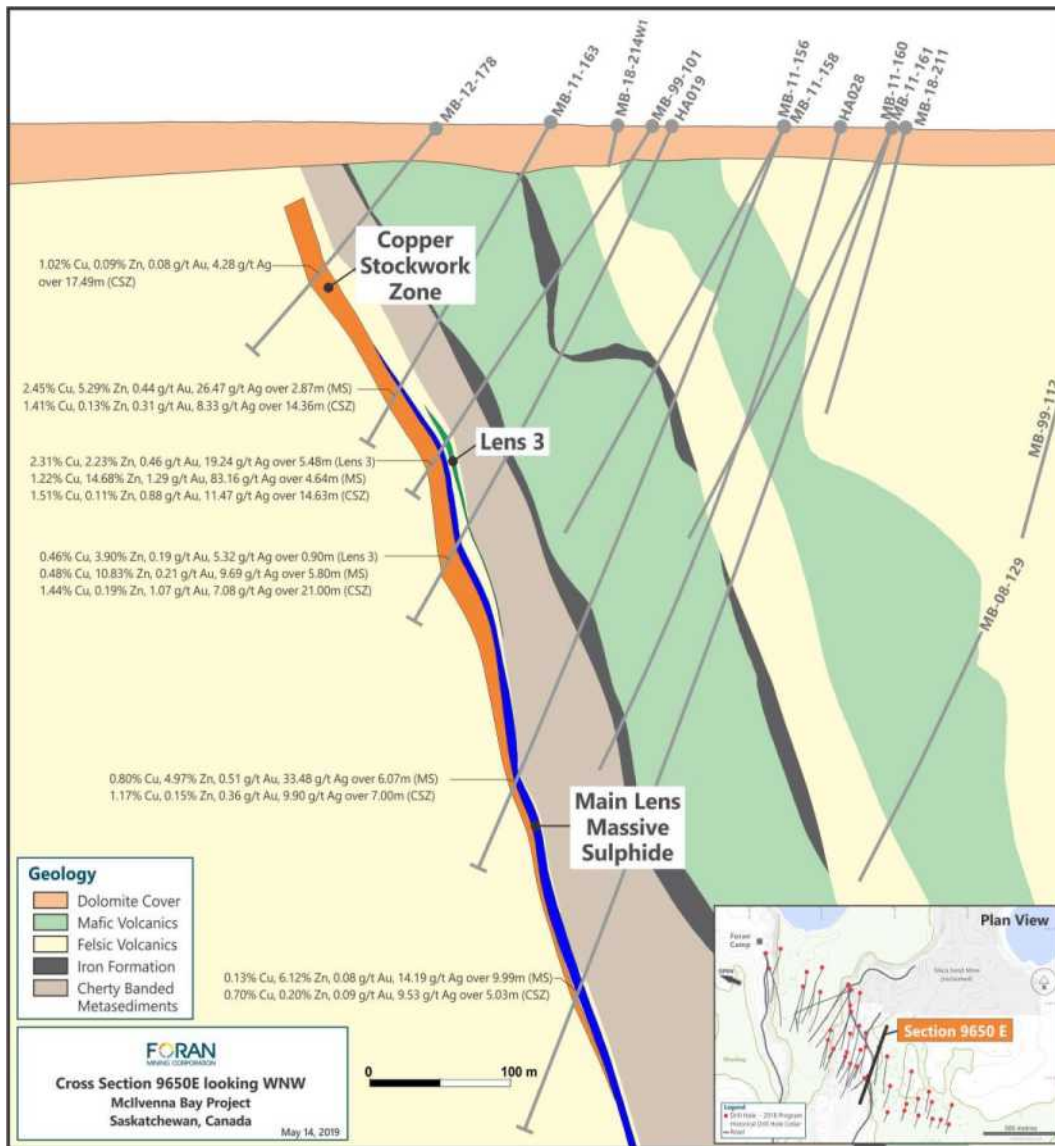 MB-12-178
MB-11-163
MB-18-214W1
MB-99-101
HA019
MB-11-156
MB-11-158
HA028
MB-11-160
MB-11-161
MB-18-211
Copper
Stockwork
Zone
1.02% Cu, 0.09% Zn, 0.08 g/t Au, 4.28 g/t Ag
over 17.49m (CSZ)
2.45% Cu, 5.29% Zn, 0.44 g/t Au, 26.47 g/t Ag over 2.87m (MS)
1.41% Cu, 0.13% Zn, 0.31 g/t Au, 8.33 g/t Ag over 14.36m (CSZ)
Lens 3
MB-99-112
2.31% Cu, 2.23% Zn, 0.46 g/t Au, 19.24 g/t Ag over 5.48m (Lens 3)
1.22% Cu, 14.68% Zn, 1.29 g/t Au, 83.16 g/t Ag over 4.64m (MS)
1.51% Cu, 0.11% Zn, 0.88 g/t Au, 11.47 g/t Ag over 14.63m (CSZ)
0.46% Cu, 3.90% Zn, 0.19 g/t Au, 5.32 g/t Ag over 0.90m (Lens 3)
0.48% Cu, 10.83% Zn, 0.21 g/t Au, 9.69 g/t Ag over 5.80m (MS)
1.44% Cu, 0.19% Zn, 1.07 g/t Au, 7.08 g/t Ag over 21.00m (CSZ)
MB-08-129
0.80% Cu, 4.97% Zn, 0.51 g/t Au, 33.48 g/t Ag over 6.07m (MS)
1.17% Cu, 0.15% Zn, 0.36 g/t Au, 9.90 g/t Ag over 7.00m (CSZ)
Main Lens
Massive
Sulphide
0.13% Cu, 6.12% Zn, 0.08 g/t Au, 14.19 g/t Ag over 9.99m (MS)
0.70% Cu, 0.20% Zn, 0.09 g/t Au, 9.53 g/t Ag over 5.03m (CSZ)
Geology
Dolomite Cover
Mafic Volcanics
Felsic Volcanics
Iron Formation
Cherty Banded
Metasediments
FORAN
MINING CORPORATION
Cross Section 9650E looking WNW
McIlvenna Bay Project
Saskatchewan, Canada
May 14, 2019
0 100 m
Plan View
Foran
Camp
Section 9650 E
Legend
Drill Hole - 2018 Program
Historical Drill Hole Collar
Road